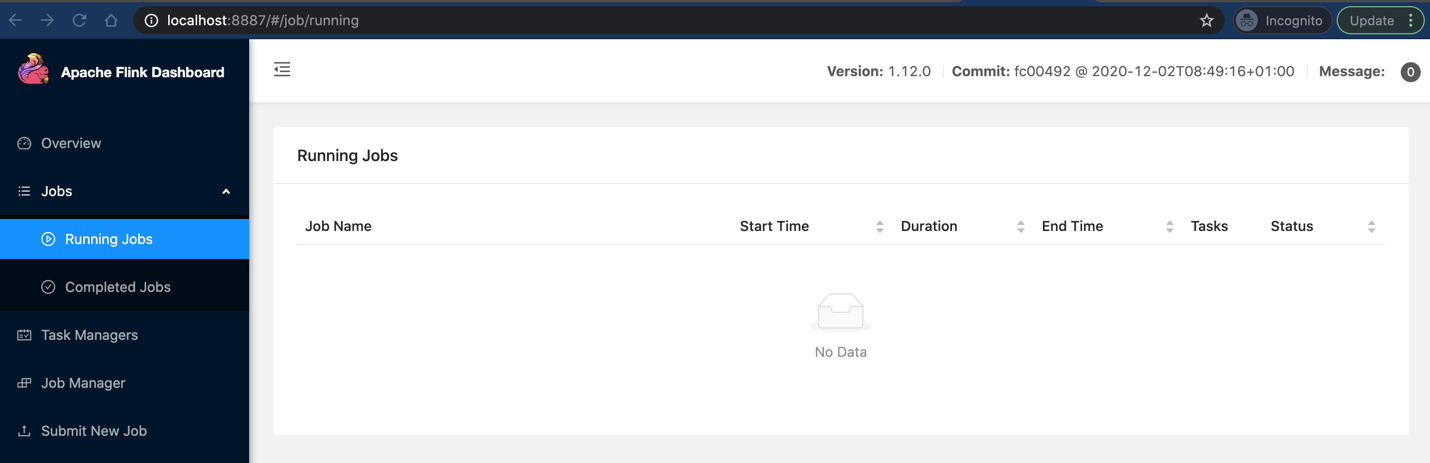 localhost:8887/#/job/running
Incognito
Update
Apache Flink Dashboard
Version: 1.12.0 Commit: fc00492 @ 2020-12-02T08:49:16+01:00 Message: 0
Overview
Jobs
Running Jobs
Completed Jobs
Task Managers
Job Manager
Submit New Job
Running Jobs
Job Name Start Time Duration End Time Tasks Status
No Data